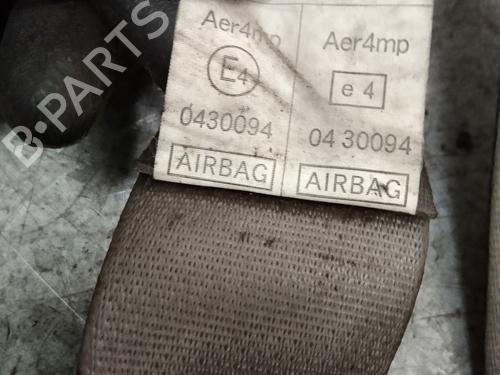 B-PARTS
Aer4mp
E4
0430094
AIRBAG
Aer4mp
e 4
04 30094
AIRBAG